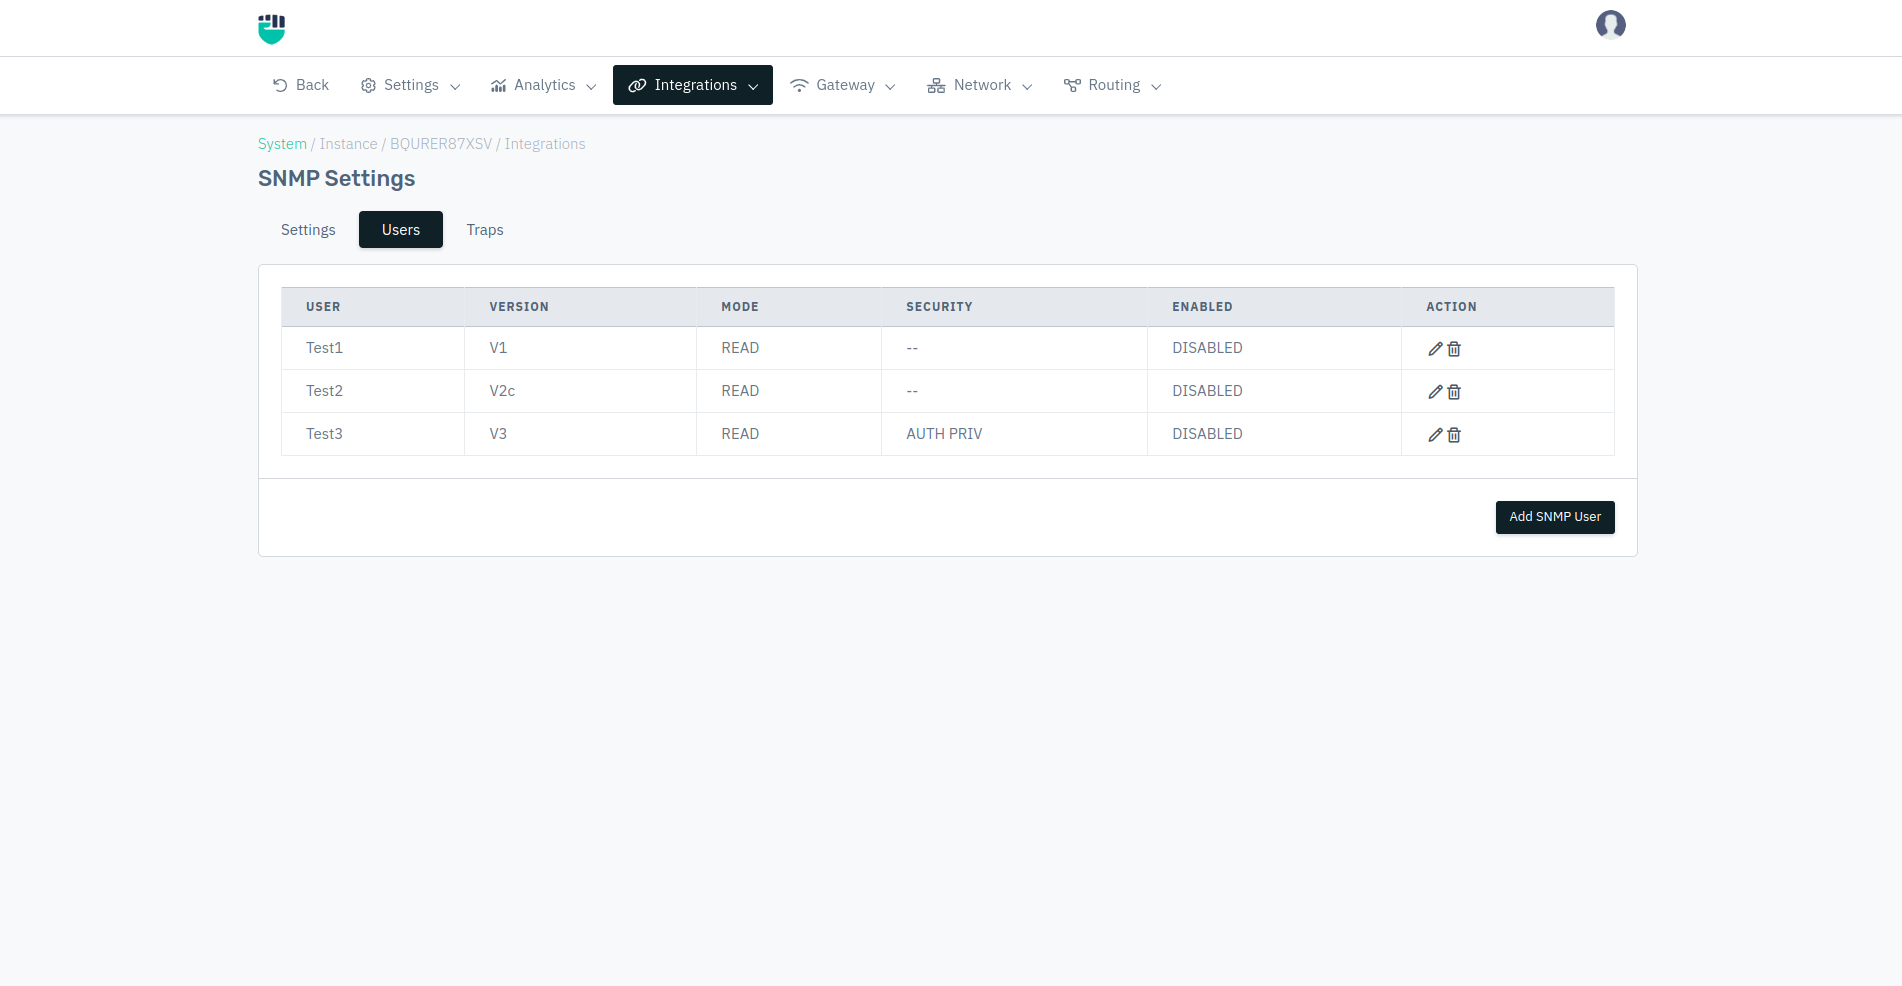 Back Settings Analytics Integrations Gateway Network Routing
System / Instance / BQURER87XSV / Integrations
SNMP Settings
Settings Users Traps
USER VERSION MODE SECURITY ENABLED ACTION
Test1 V1 READ -- DISABLED
Test2 V2c READ -- DISABLED
Test3 V3 READ AUTH PRIV DISABLED
Add SNMP User